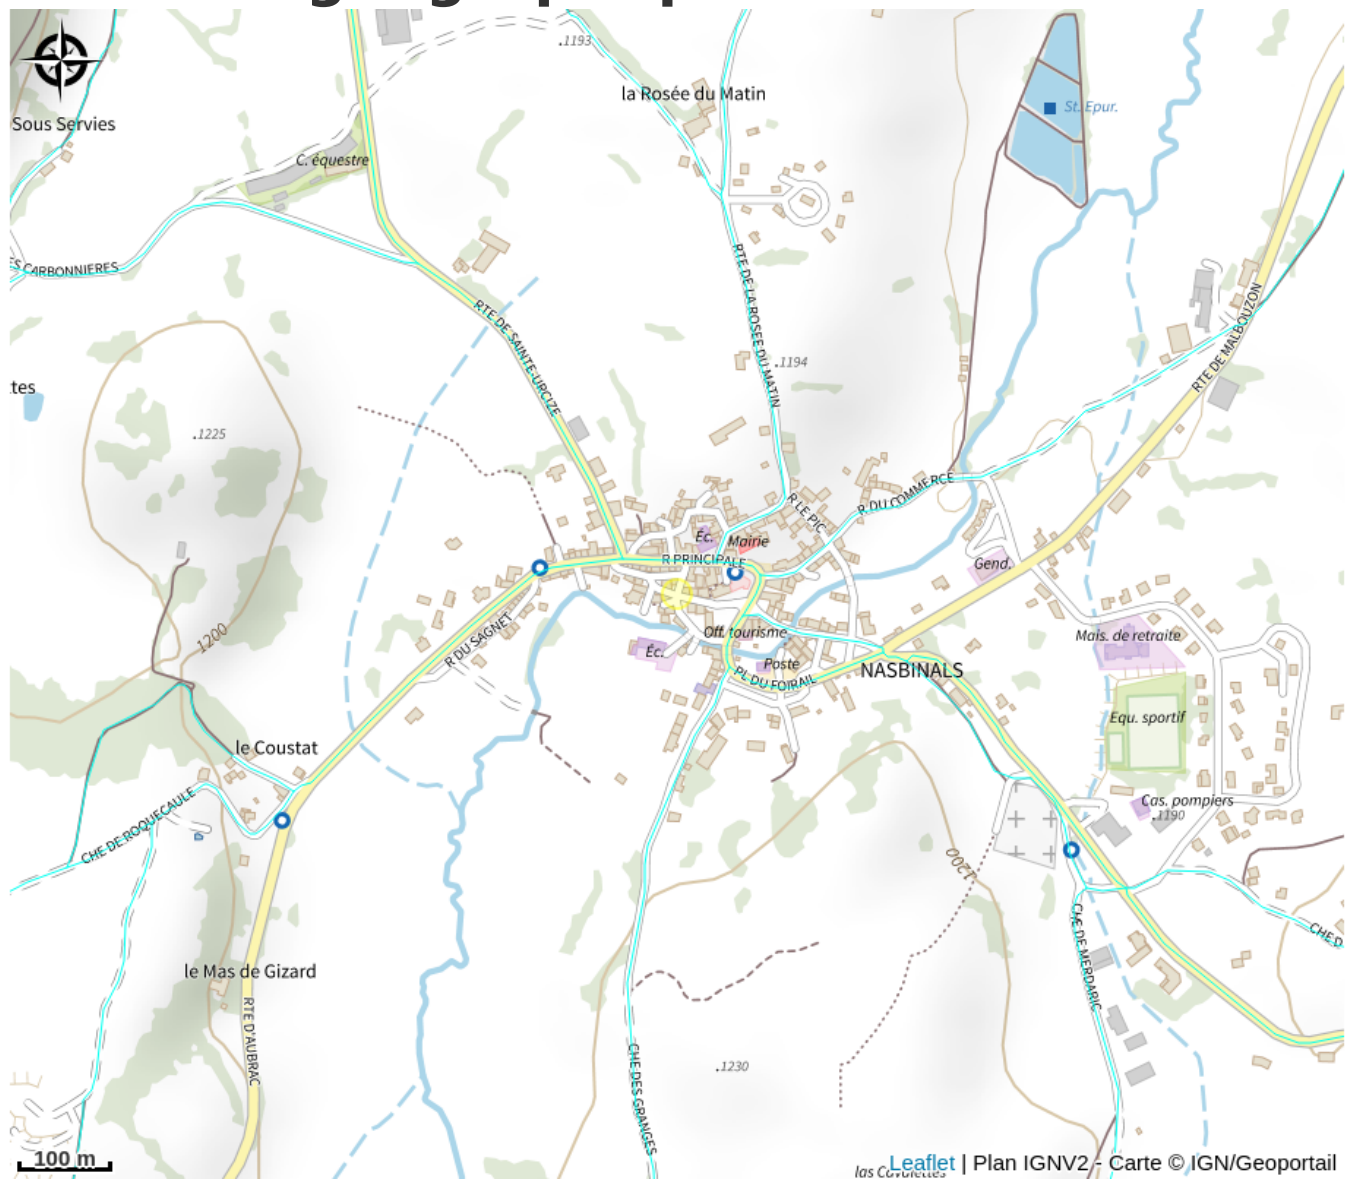 .1193
la Rosée du Matin
St. Epur.
Sous Servies
C. équestre
ES CARBONNIERES
RTE DE LA ROSEE DU MATIN
RTE DE SAINTE-URCIZE
RTE DE MALBOUZON
.1194
tes
.1225
R DU COMMERCE
R LE PIC
Éc.
Mairie
R PRINCIPALE
Gend.
1200
R DU SAGNET
Off. tourisme
Mais. de retraite
Éc.
Poste
NASBINALS
PL DU FOIRAIL
Equ. sportif
le Coustat
CHE DE ROQUECAULE
Cas. pompiers
.1190
1200
CHE DE MERDARIC
CHE D
le Mas de Gizard
RTE D'AUBRAC
CHE DES GRANGES
.1230
100 m
las Cavalettes
Leaflet | Plan IGNV2 - Carte © IGN/Geoportail